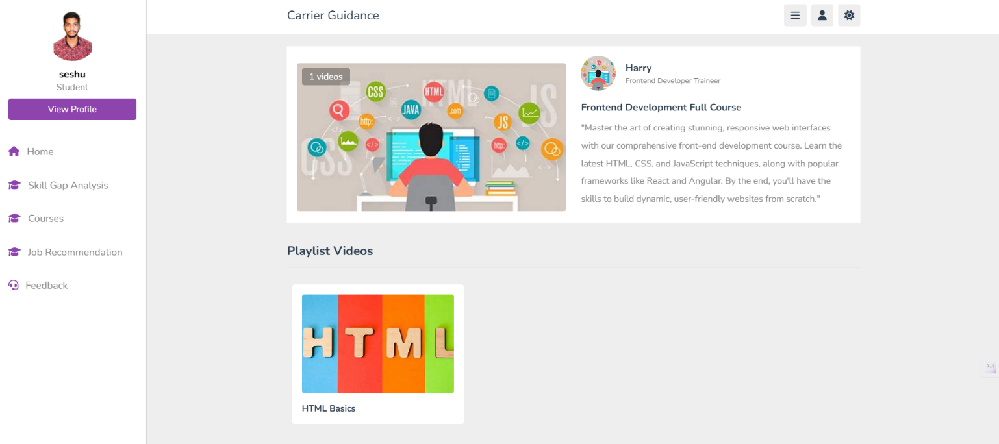 seshu
Student
View Profile
Home
Skill Gap Analysis
Courses
Job Recommendation
Feedback
Carrier Guidance
1 videos
CSS
HTML
HTML
JS
JAVA
.com
http:
JS
</>
<-->
</>
CSS
</>
http:
</>
<-->
Harry
Frontend Developer Traineer
Frontend Development Full Course
"Master the art of creating stunning, responsive web interfaces
with our comprehensive front-end development course. Learn the
latest HTML, CSS, and JavaScript techniques, along with popular
frameworks like React and Angular. By the end, you'll have the
skills to build dynamic, user-friendly websites from scratch."
Playlist Videos
HTML
HTML Basics